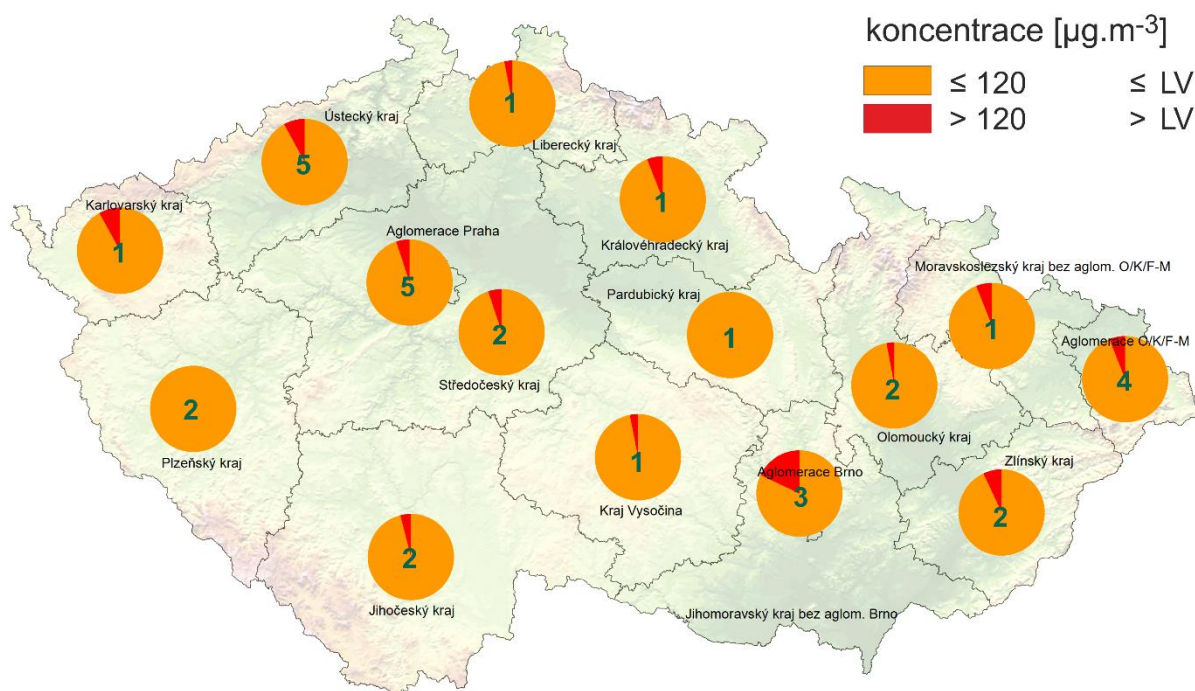 koncentrace [µg.m⁻³]
≤ 120 ≤ LV
> 120 > LV
1
Liberecký kraj
Ústecký kraj
5
Karlovarský kraj
1
1
Královéhradecký kraj
Aglomerace Praha
5
2
Středočeský kraj
Pardubický kraj
1
Moravskoslezský kraj bez aglom. O/K/F-M
1
Aglomerace O/K/F-M
4
2
Olomoucký kraj
2
Plzeňský kraj
1
Kraj Vysočina
Aglomerace Brno
3
Zlínský kraj
2
2
Jihočeský kraj
Jihomoravský kraj bez aglom. Brno